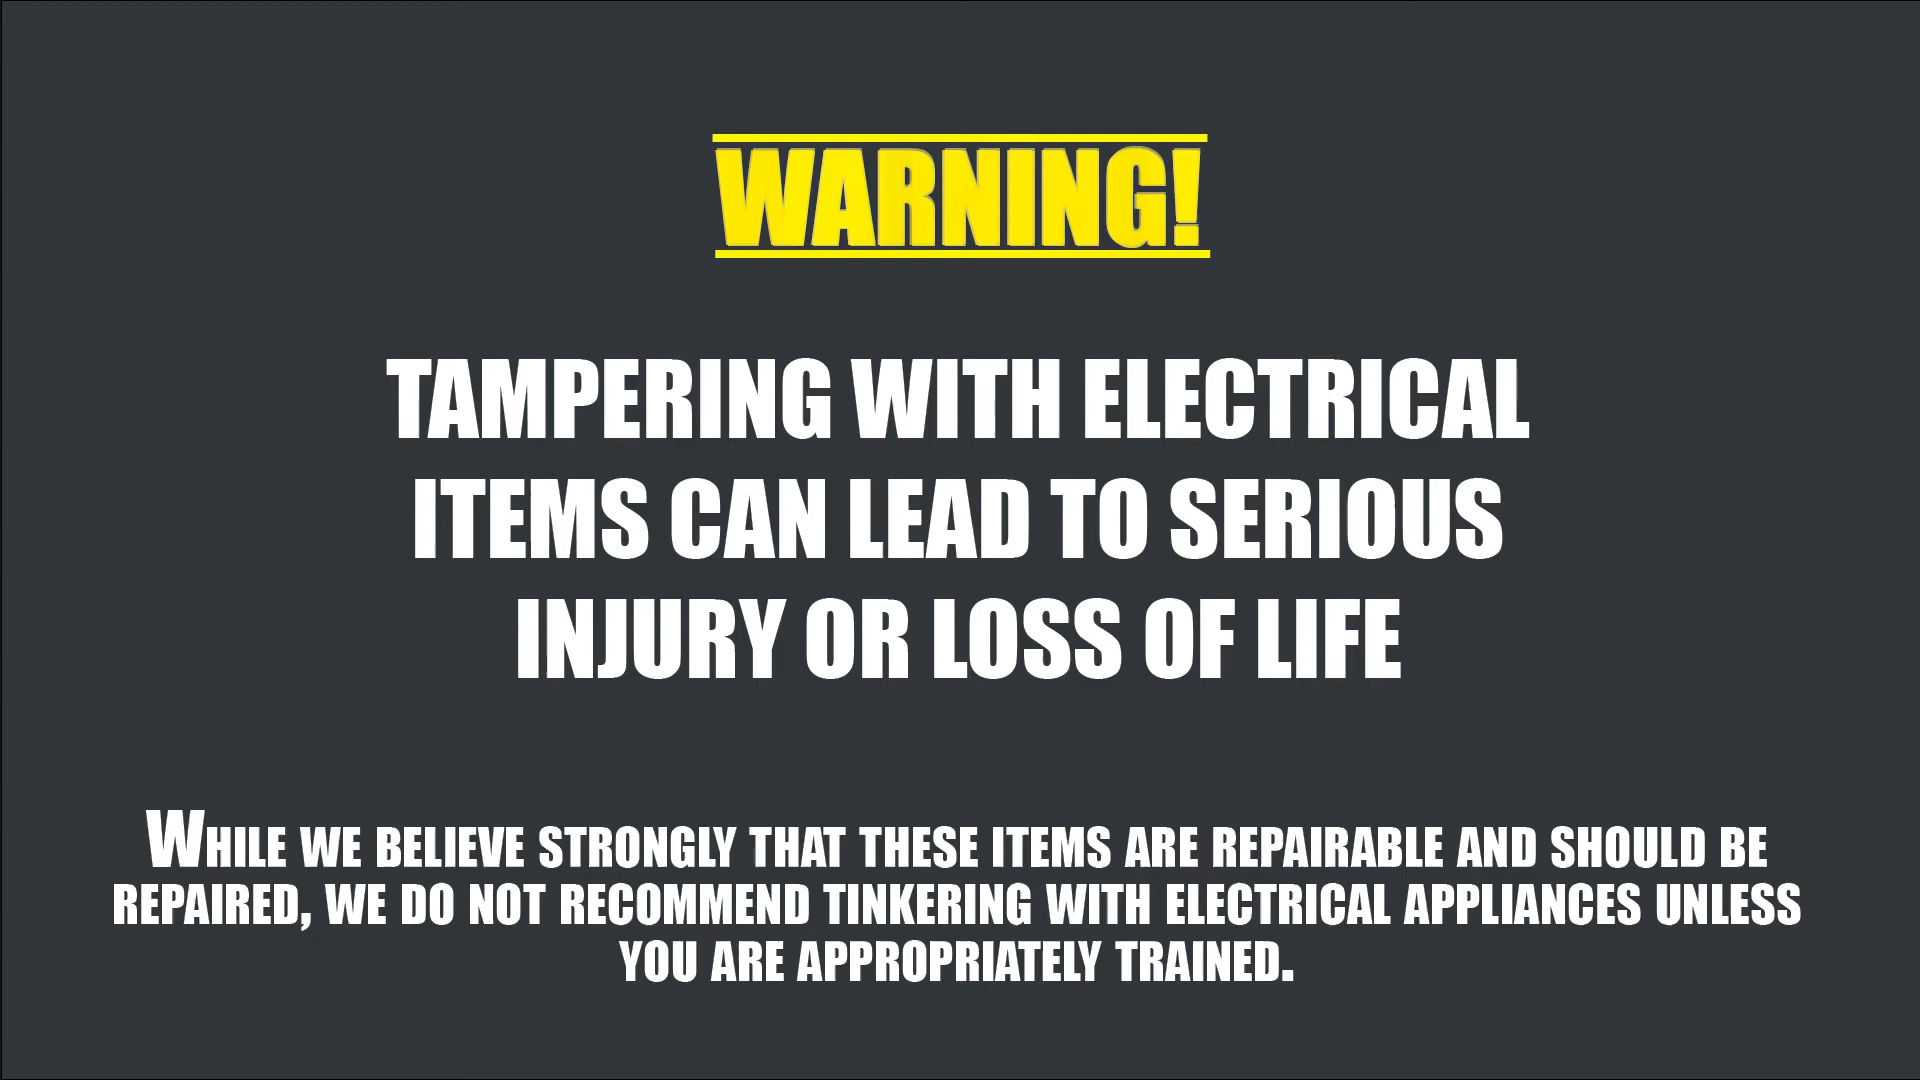 WARNING!
TAMPERING WITH ELECTRICAL
ITEMS CAN LEAD TO SERIOUS
INJURY OR LOSS OF LIFE
WHILE WE BELIEVE STRONGLY THAT THESE ITEMS ARE REPAIRABLE AND SHOULD BE
REPAIRED, WE DO NOT RECOMMEND TINKERING WITH ELECTRICAL APPLIANCES UNLESS
YOU ARE APPROPRIATELY TRAINED.